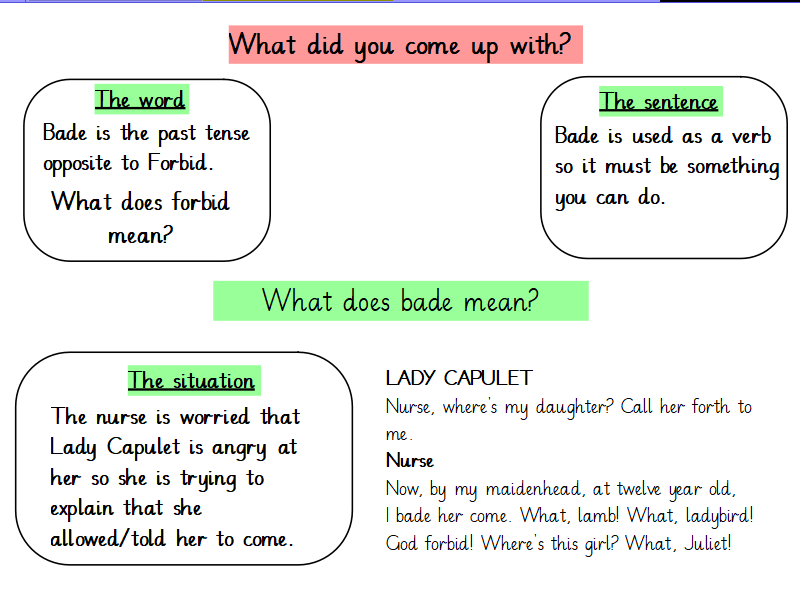 What did you come up with?
The word
Bade is the past tense
opposite to Forbid.
What does forbid
mean?
The sentence
Bade is used as a verb
so it must be something
you can do.
What does bade mean?
The situation
The nurse is worried that
Lady Capulet is angry at
her so she is trying to
explain that she
allowed/told her to come.
LADY CAPULET
Nurse, where's my daughter? Call her forth to
me.
Nurse
Now, by my maidenhead, at twelve year old,
I bade her come. What, lamb! What, ladybird!
God forbid! Where's this girl? What, Juliet!